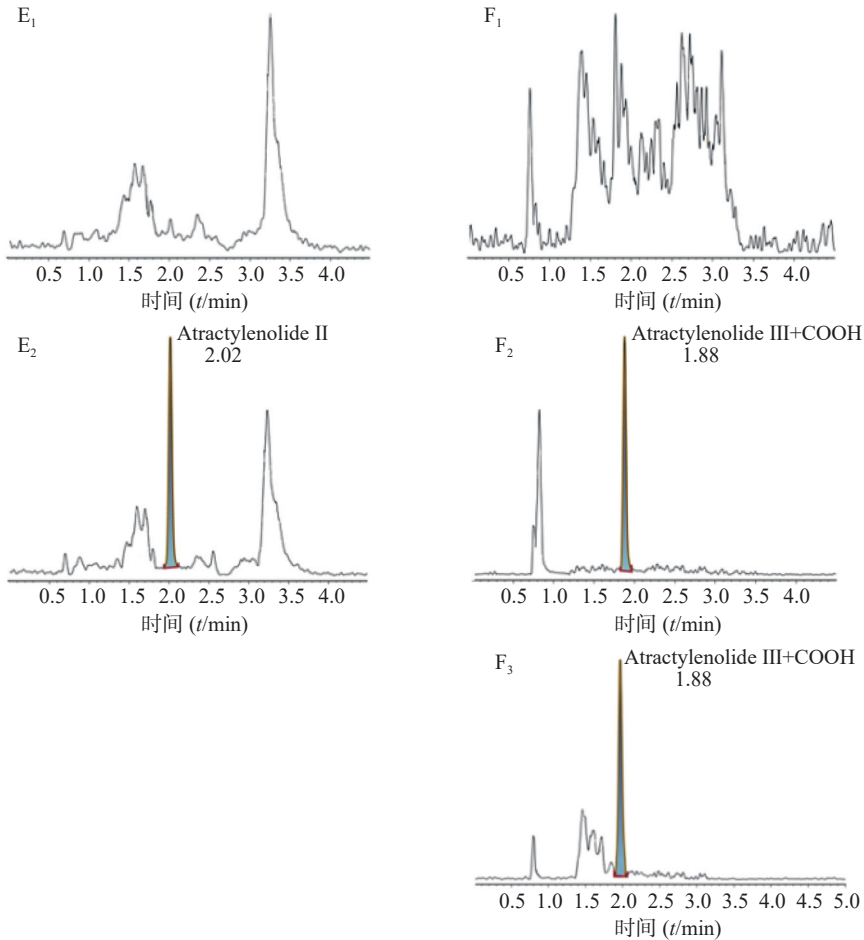 E1
0.5 1.0 1.5 2.0 2.5 3.0 3.5 4.0
时间 (t/min)
F1
0.5 1.0 1.5 2.0 2.5 3.0 3.5 4.0
时间 (t/min)
E2
Atractylenolide II
2.02
0.5 1.0 1.5 2.0 2.5 3.0 3.5 4.0
时间 (t/min)
F2
Atractylenolide III+COOH
1.88
0.5 1.0 1.5 2.0 2.5 3.0 3.5 4.0
时间 (t/min)
F3
Atractylenolide III+COOH
1.88
0.5 1.0 1.5 2.0 2.5 3.0 3.5 4.0 4.5 5.0
时间 (t/min)